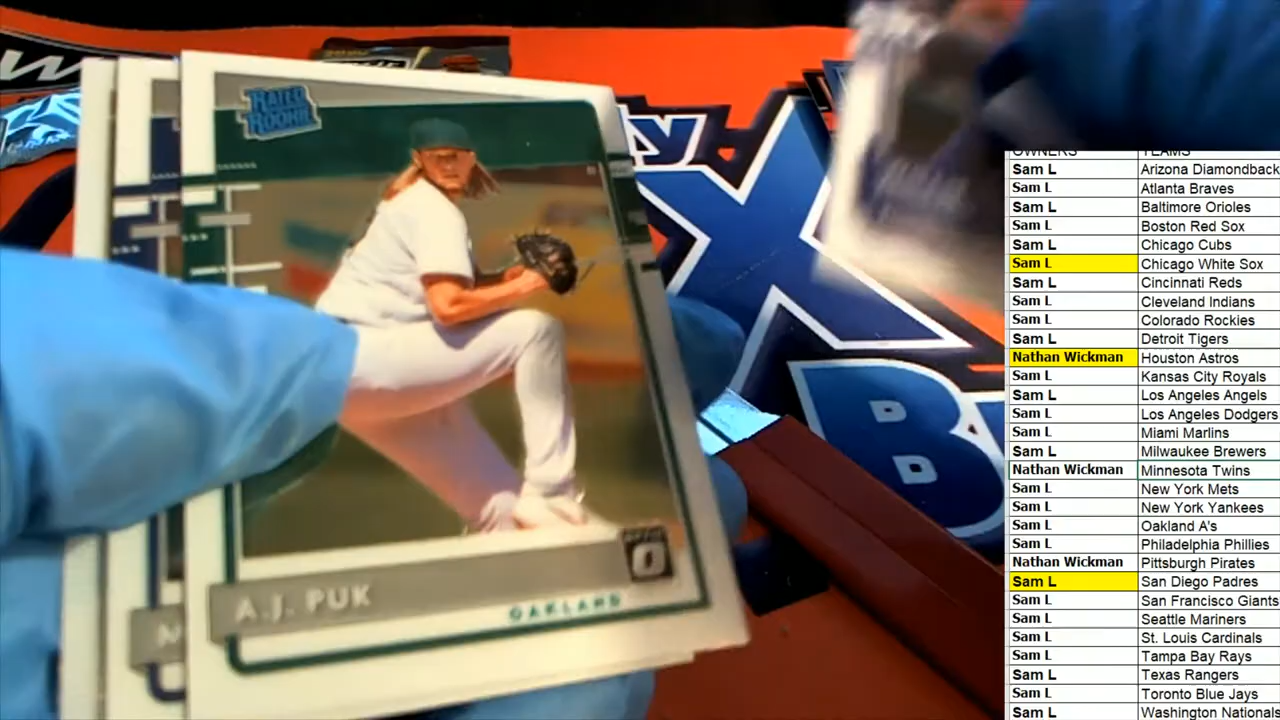 RATED
ROOKIE
A.J. PUK
OAKLAND
OWNERS TEAMS
Sam L Arizona Diamondback
Sam L Atlanta Braves
Sam L Baltimore Orioles
Sam L Boston Red Sox
Sam L Chicago Cubs
Sam L Chicago White Sox
Sam L Cincinnati Reds
Sam L Cleveland Indians
Sam L Colorado Rockies
Sam L Detroit Tigers
Nathan Wickman Houston Astros
Sam L Kansas City Royals
Sam L Los Angeles Angels
Sam L Los Angeles Dodgers
Sam L Miami Marlins
Sam L Milwaukee Brewers
Nathan Wickman Minnesota Twins
Sam L New York Mets
Sam L New York Yankees
Sam L Oakland A's
Sam L Philadelphia Phillies
Nathan Wickman Pittsburgh Pirates
Sam L San Diego Padres
Sam L San Francisco Giants
Sam L Seattle Mariners
Sam L St. Louis Cardinals
Sam L Tampa Bay Rays
Sam L Texas Rangers
Sam L Toronto Blue Jays
Sam L Washington Nationals